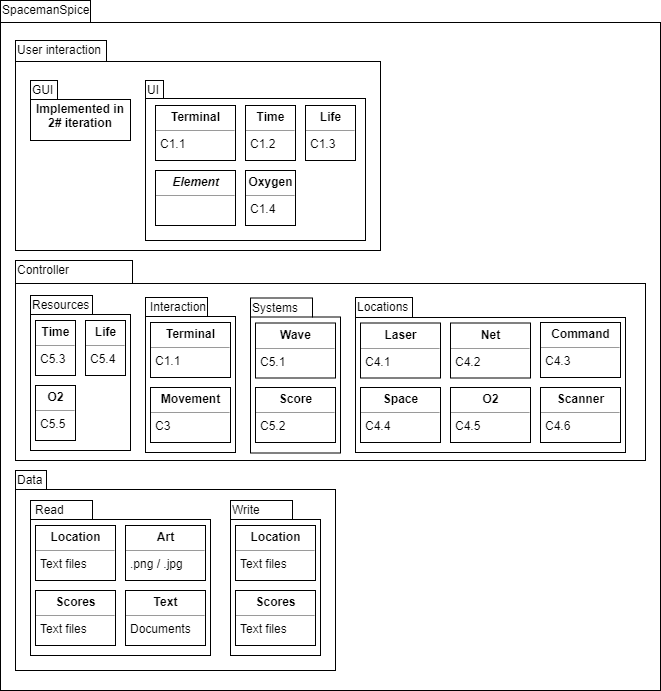 SpacemanSpice
User interaction
GUI
Implemented in
2# iteration
UI
Terminal
C1.1
Time
C1.2
Life
C1.3
Element
Oxygen
C1.4
Controller
Resources
Time
C5.3
Life
C5.4
O2
C5.5
Interaction
Terminal
C1.1
Movement
C3
Systems
Wave
C5.1
Score
C5.2
Locations
Laser
C4.1
Net
C4.2
Command
C4.3
Space
C4.4
O2
C4.5
Scanner
C4.6
Data
Read
Location
Text files
Art
.png / .jpg
Scores
Text files
Text
Documents
Write
Location
Text files
Scores
Text files